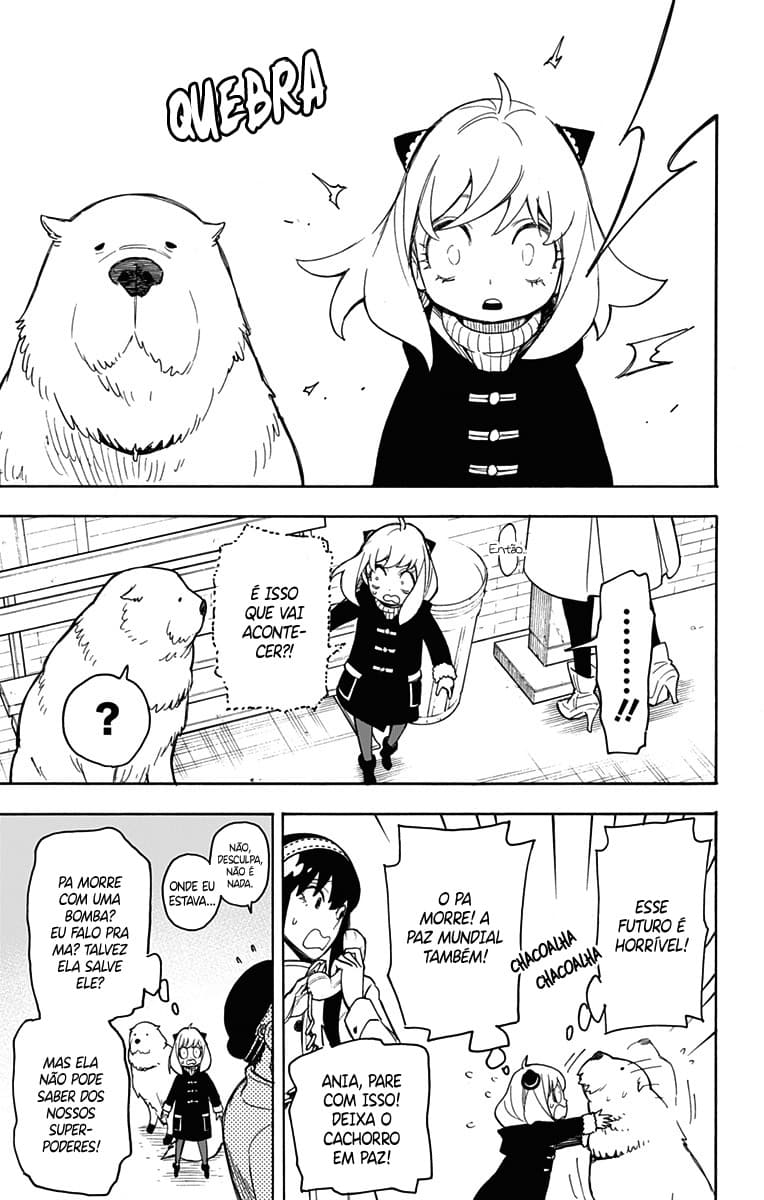 QUEBRA
Então..
.........!!
É ISSO
QUE VAI
ACONTE-
CER?!
?
ESSE
FUTURO É
HORRÍVEL!
O PA
MORRE! A
PAZ MUNDIAL
TAMBÉM!
CHACOALHA
CHACOALHA
ANIA, PARE
COM ISSO!
DEIXA O
CACHORRO
EM PAZ!
NÃO,
DESCULPA,
NÃO É
NADA.
ONDE EU
ESTAVA...
PA MORRE
COM UMA
BOMBA?
EU FALO PRA
MA? TALVEZ
ELA SALVE
ELE?
MAS ELA
NÃO PODE
SABER DOS
NOSSOS
SUPER-
PODERES!